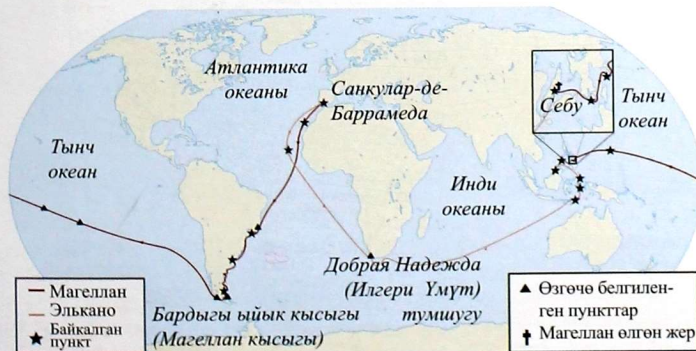 Атлантика
океаны
Санкулар-де-
Баррамеда
Себу
Тынч
океан
Тынч
океан
Инди
океаны
Добрая Надежда
(Илгери Үмүт)
тумшугу
Бардыгы ыйык кысыгы
(Магеллан кысыгы)
Магеллан
Элькано
Байкалган
пункт
Өзгөчө белгилен-
ген пункттар
Магеллан өлгөн жер